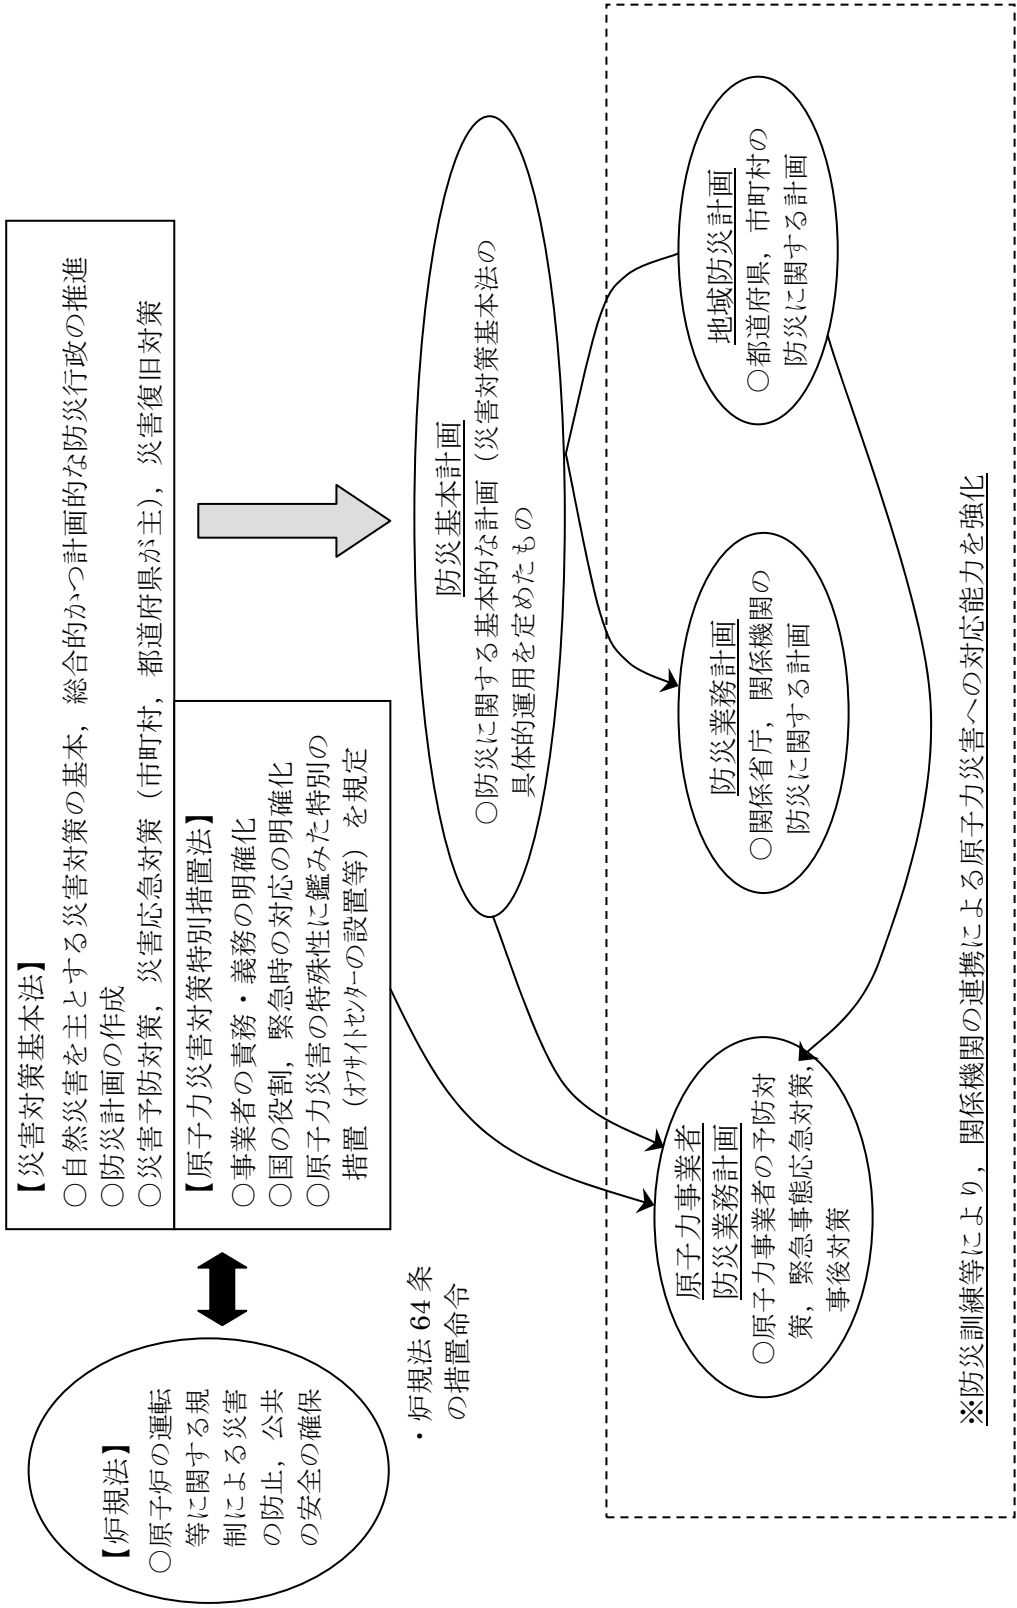 【災害対策基本法】
○自然災害を主とする災害対策の基本，総合的かつ計画的な防災行政の推進
○防災計画の作成
○災害予防対策，災害応急対策（市町村，都道府県が主），災害復旧対策
【原子力災害対策特別措置法】
○事業者の責務・義務の明確化
○国の役割，緊急時の対応の明確化
○原子力災害の特殊性に鑑みた特別の
措置（ｵﾌｻｲﾄｾﾝﾀｰの設置等）を規定
【炉規法】
○原子炉の運転
等に関する規
制による災害
の防止，公共
の安全の確保
・炉規法 64 条
の措置命令
防災基本計画
○防災に関する基本的な計画（災害対策基本法の
具体的運用を定めたもの
原子力事業者
防災業務計画
○原子力事業者の予防対
策，緊急事態応急対策，
事後対策
防災業務計画
○関係省庁，関係機関の
防災に関する計画
地域防災計画
○都道府県，市町村の
防災に関する計画
※防災訓練等により，関係機関の連携による原子力災害への対応能力を強化